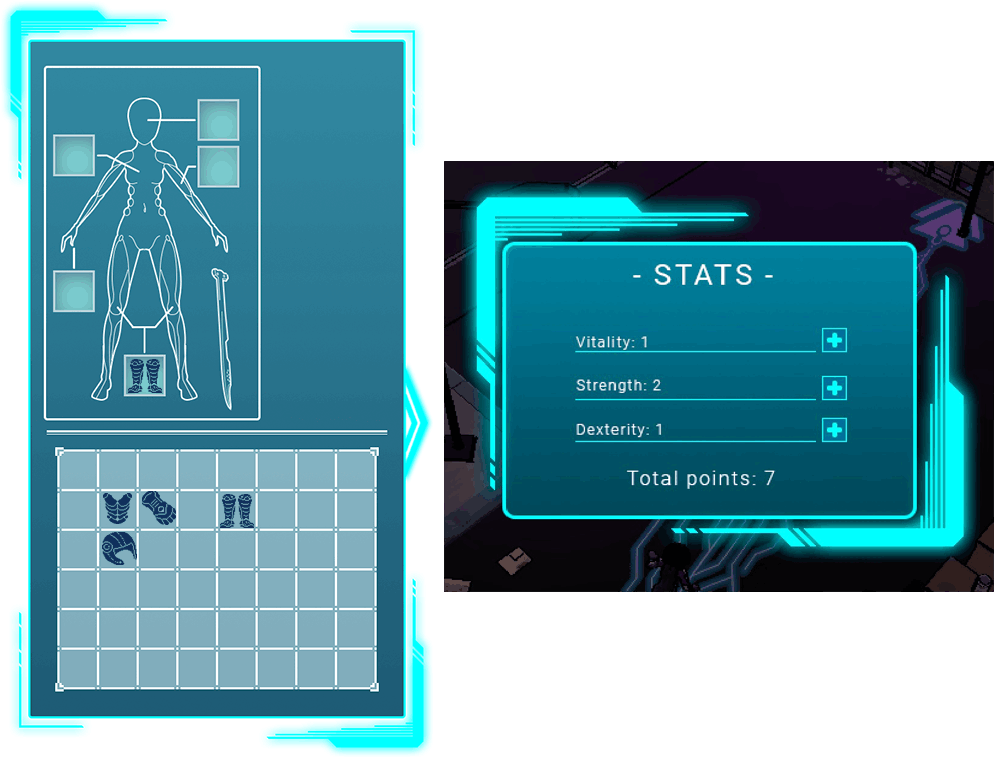 - STATS -
Vitality: 1
Strength: 2
Dexterity: 1
Total points: 7